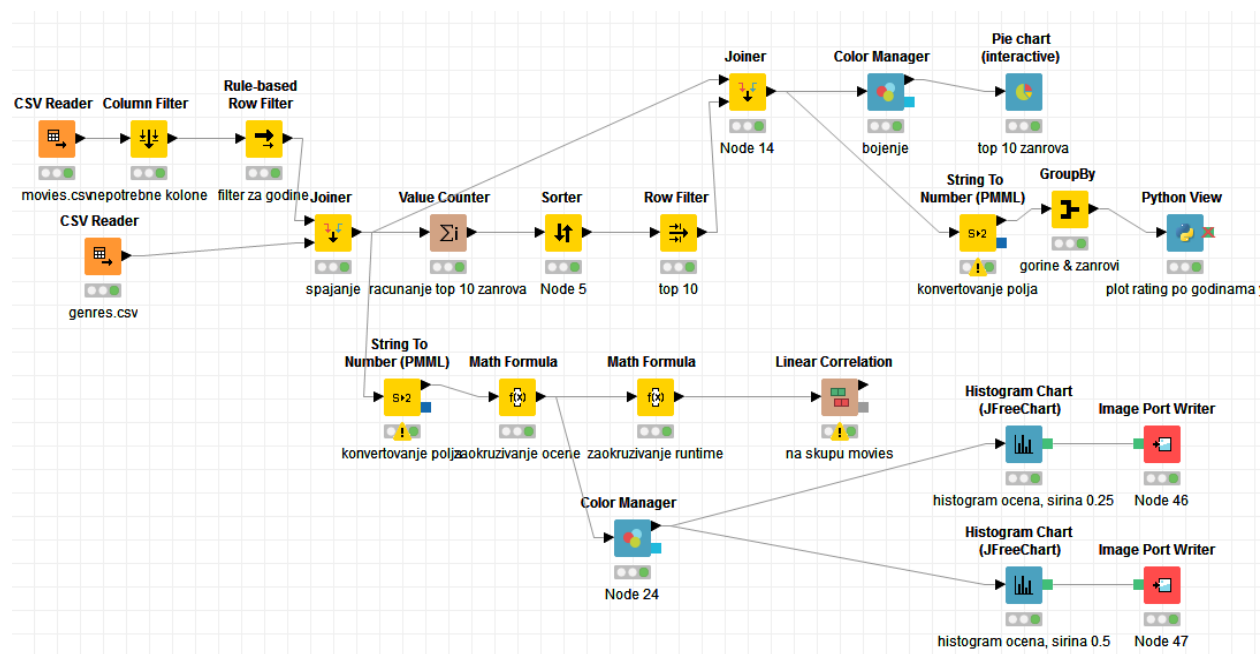 Joiner
Color Manager
Pie chart
(interactive)
Rule-based
Row Filter
CSV Reader
Column Filter
Node 14
bojenje
top 10 zanrova
movies.csv
nepotrebne kolone
filter za godine
CSV Reader
Joiner
Value Counter
Sorter
Row Filter
String To
Number (PMML)
GroupBy
Python View
S›2
Σi
genres.csv
spajanje
racunanje top 10 zanrova
Node 5
top 10
konvertovanje polja
gorine & zanrovi
plot rating po godinama
String To
Number (PMML)
Math Formula
Math Formula
Linear Correlation
S›2
f(x)
f(x)
konvertovanje polja
zaokruzivanje ocene
zaokruzivanje runtime
na skupu movies
Histogram Chart
(JFreeChart)
Image Port Writer
histogram ocena, sirina 0.25
Node 46
Color Manager
Node 24
Histogram Chart
(JFreeChart)
Image Port Writer
histogram ocena, sirina 0.5
Node 47